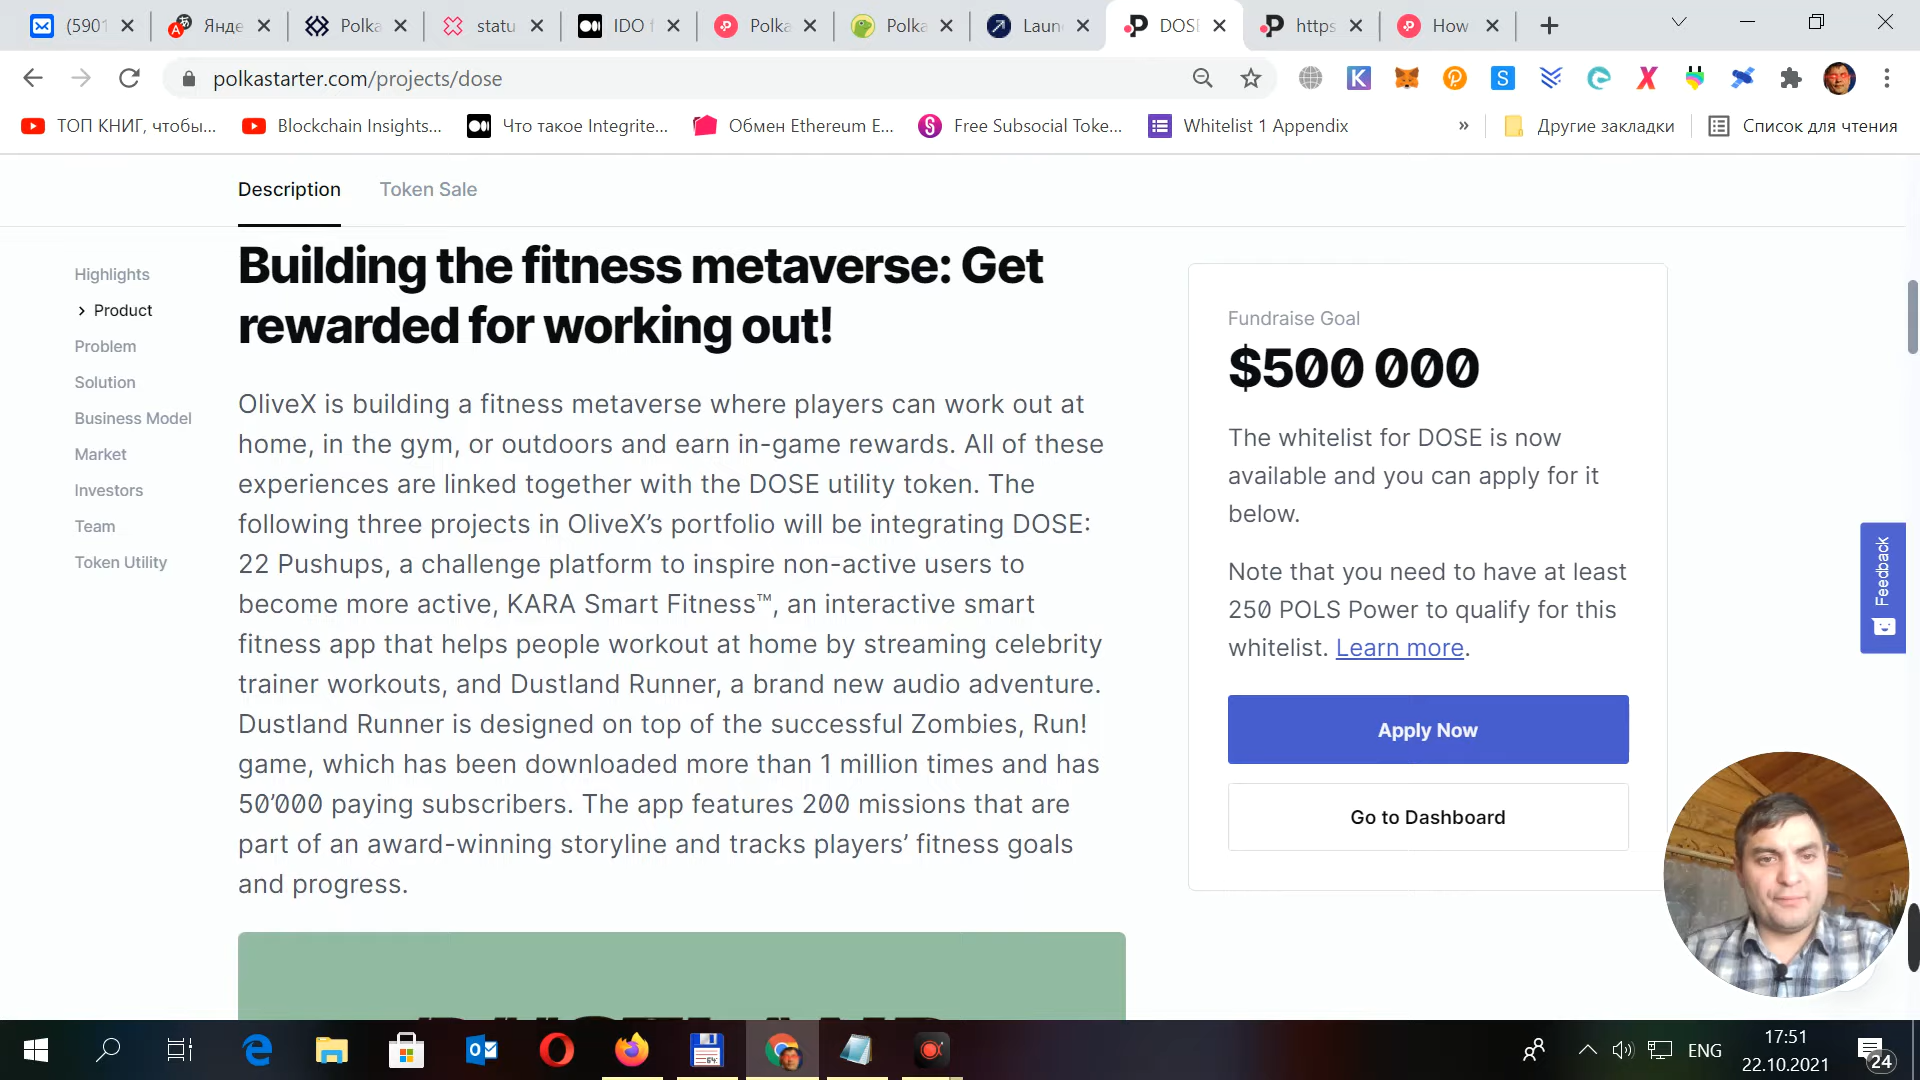 (5901
Янде
Polka
statu
IDO f
Polka
Polka
Laun
DOSE
https
How
polkastarter.com/projects/dose
ТОП КНИГ, чтобы...
Blockchain Insights...
Что такое Integrite...
Обмен Ethereum E...
Free Subsocial Toke...
Whitelist 1 Appendix
»
Другие закладки
Список для чтения
Description
Token Sale
Highlights
Product
Problem
Solution
Business Model
Market
Investors
Team
Token Utility
Building the fitness metaverse: Get
rewarded for working out!
OliveX is building a fitness metaverse where players can work out at
home, in the gym, or outdoors and earn in-game rewards. All of these
experiences are linked together with the DOSE utility token. The
following three projects in OliveX’s portfolio will be integrating DOSE:
22 Pushups, a challenge platform to inspire non-active users to
become more active, KARA Smart Fitness™, an interactive smart
fitness app that helps people workout at home by streaming celebrity
trainer workouts, and Dustland Runner, a brand new audio adventure.
Dustland Runner is designed on top of the successful Zombies, Run!
game, which has been downloaded more than 1 million times and has
50’000 paying subscribers. The app features 200 missions that are
part of an award-winning storyline and tracks players’ fitness goals
and progress.
Fundraise Goal
$500 000
The whitelist for DOSE is now
available and you can apply for it
below.
Note that you need to have at least
250 POLS Power to qualify for this
whitelist. Learn more.
Apply Now
Go to Dashboard
Feedback
ENG
17:51
22.10.2021
24